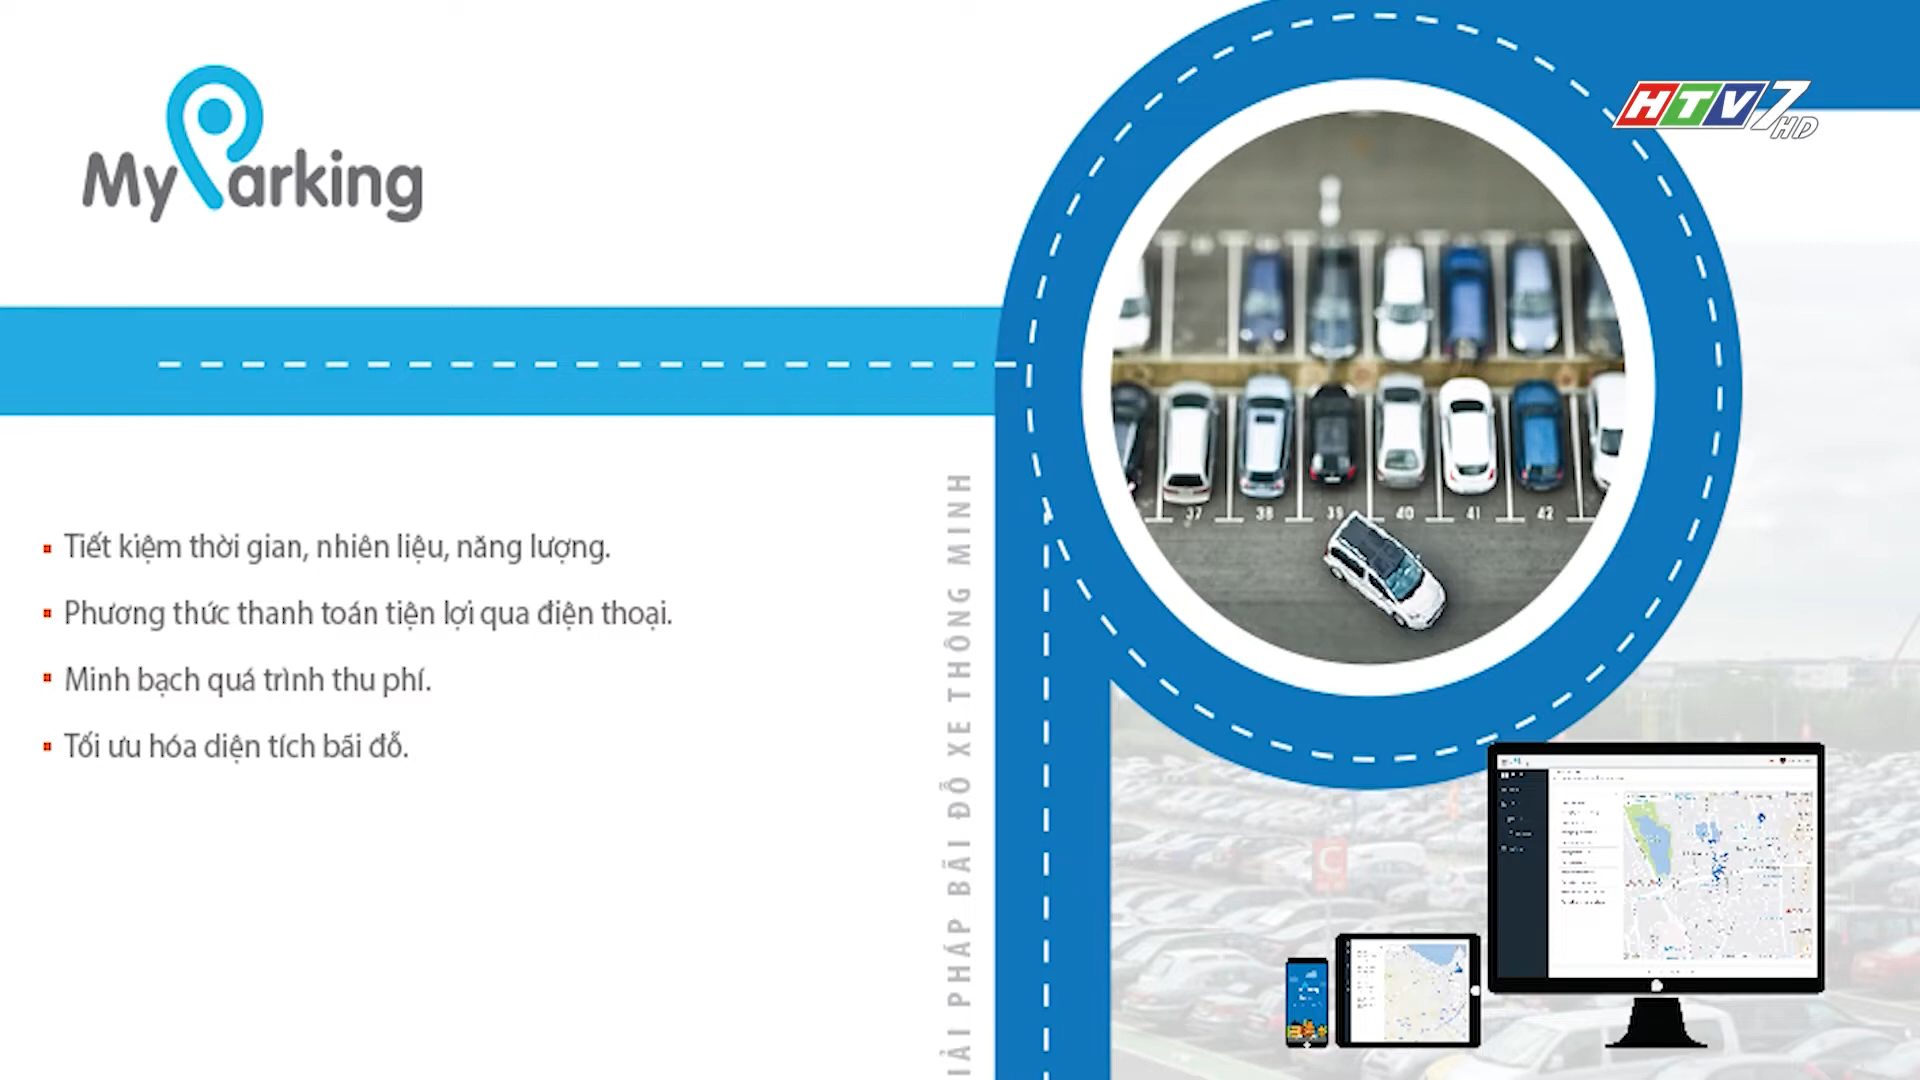 MyParking
HTV7
HD
Tiết kiệm thời gian, nhiên liệu, năng lượng.
Phương thức thanh toán tiện lợi qua điện thoại.
Minh bạch quá trình thu phí.
Tối ưu hóa diện tích bãi đỗ.
IẢI PHÁP BÃI ĐỖ XE THÔNG MINH
37 38 39 40 41 42
C